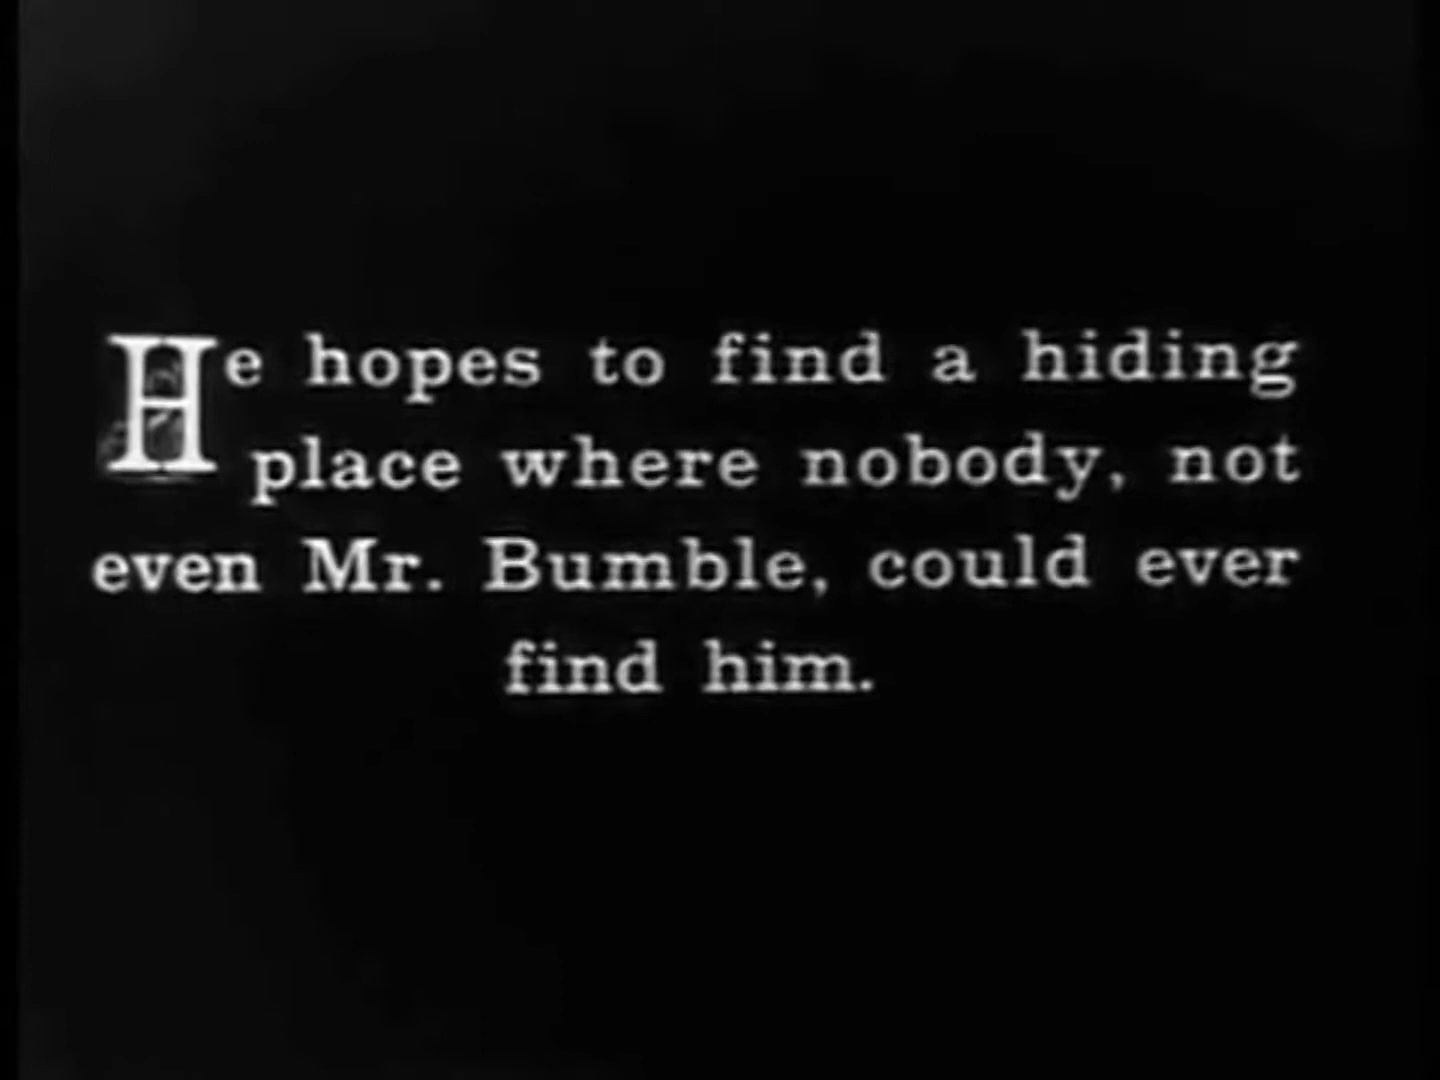 He hopes to find a hiding
place where nobody, not
even Mr. Bumble, could ever
find him.